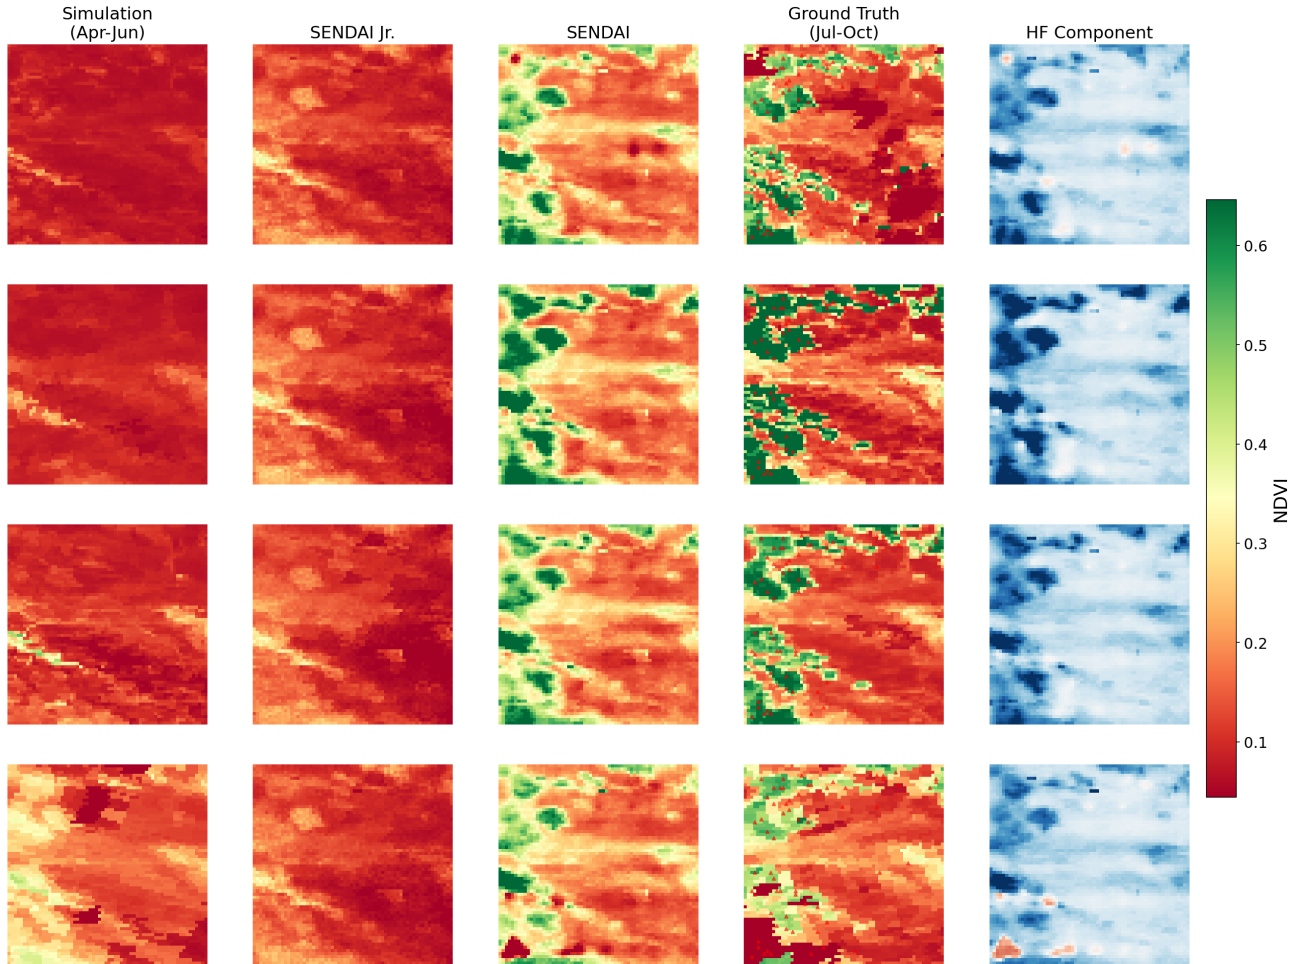 Simulation
(Apr-Jun)
SENDAI Jr.
SENDAI
Ground Truth
(Jul-Oct)
HF Component
0.6
0.5
0.4
0.3
0.2
0.1
NDVI